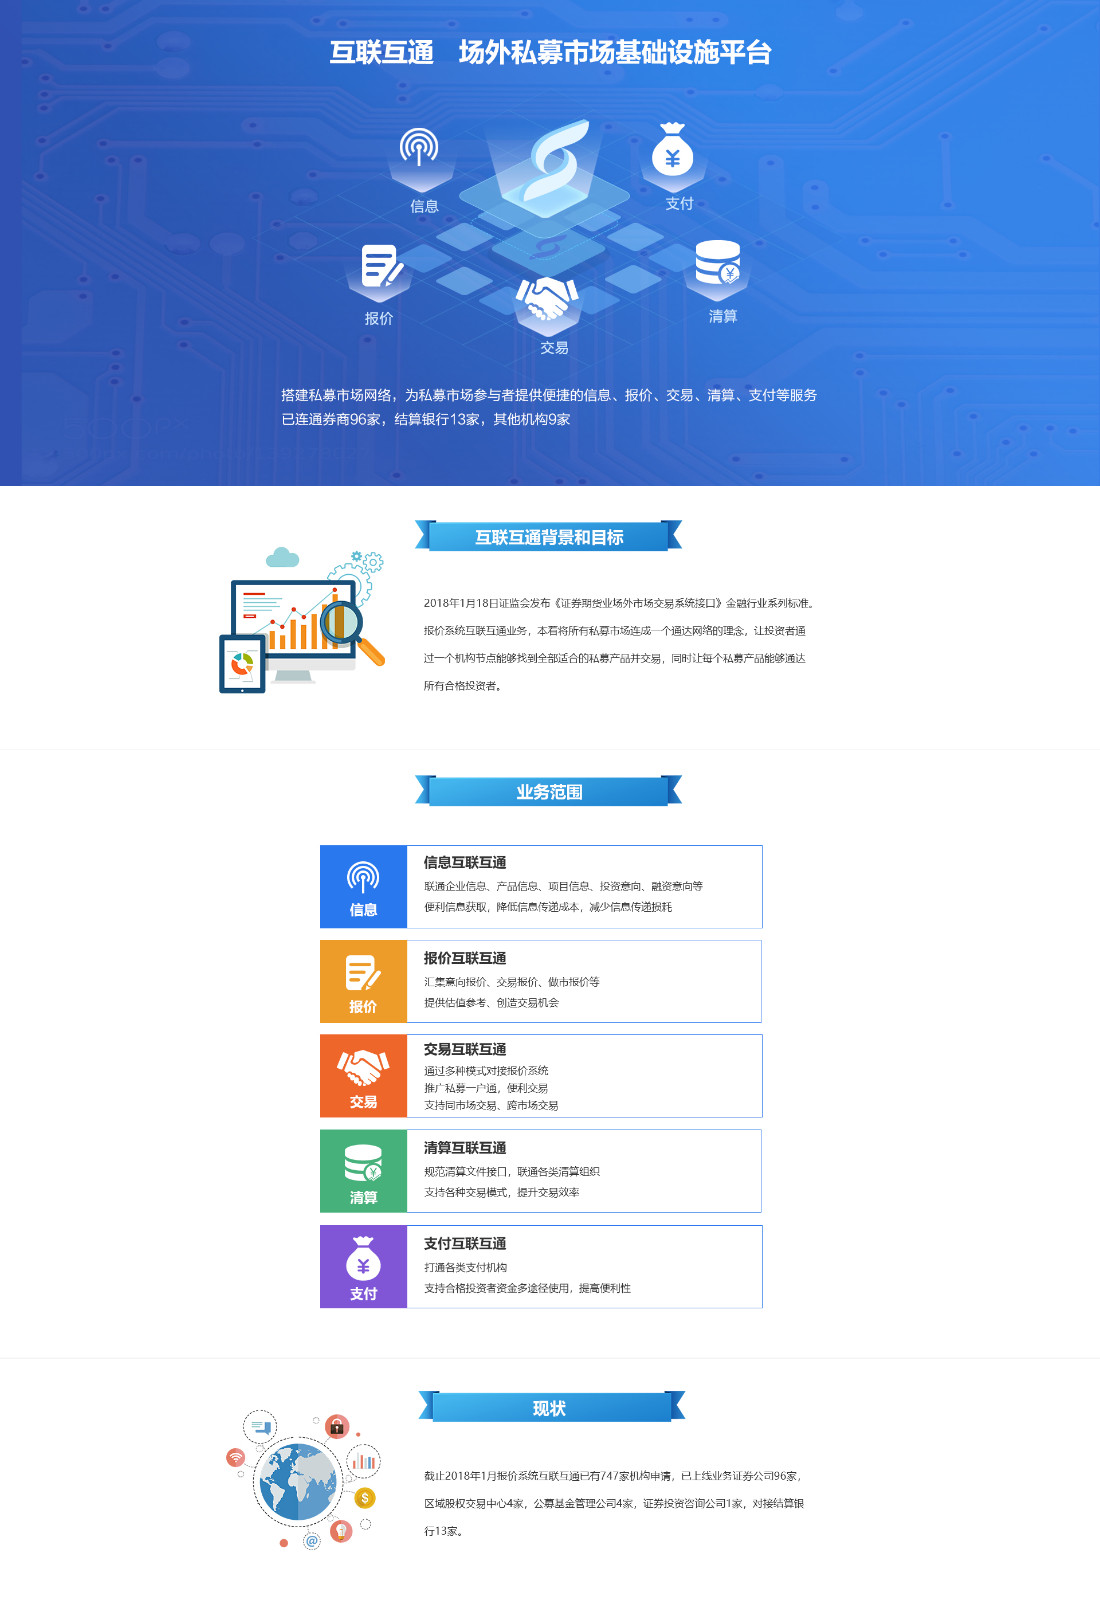 互联互通 场外私募市场基础设施平台
信息
支付
报价
清算
交易
搭建私募市场网络，为私募市场参与者提供便捷的信息、报价、交易、清算、支付等服务
已连通券商96家，结算银行13家，其他机构9家
互联互通背景和目标
2018年1月18日证监会发布《证券期货业场外市场交易系统接口》金融行业系列标准。
报价系统互联互通业务，本着将所有私募市场连成一个通达网络的理念，让投资者通
过一个机构节点能够找到全部适合的私募产品并交易，同时让每个私募产品能够通达
所有合格投资者。
业务范围
信息
信息互联互通
联通企业信息、产品信息、项目信息、投资意向、融资意向等
便利信息获取，降低信息传递成本，减少信息传递损耗
报价
报价互联互通
汇集意向报价、交易报价、做市报价等
提供估值参考、创造交易机会
交易
交易互联互通
通过多种模式对接报价系统
推广私募一户通，便利交易
支持同市场交易、跨市场交易
清算
清算互联互通
规范清算文件接口，联通各类清算组织
支持各种交易模式，提升交易效率
支付
支付互联互通
打通各类支付机构
支持合格投资者资金多途径使用，提高便利性
现状
截止2018年1月报价系统互联互通已有747家机构申请，已上线业务证券公司96家，
区域股权交易中心4家，公募基金管理公司4家，证券投资咨询公司1家，对接结算银
行13家。